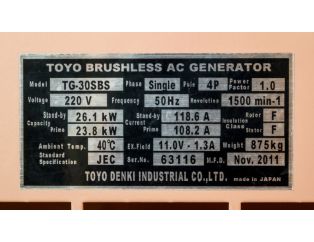 TOYO BRUSHLESS AC GENERATOR
Model TG-30SBS Phase Single Pole 4P Power Factor 1.0
Voltage 220 V Frequency 50Hz Revolution 1500 min-1
Capacity Stand-by 26.1 kW Current Stand-by 118.6 A Insulation Class Rotor F
Prime 23.8 kW Prime 108.2 A Stator F
Ambient Temp. 40℃ EX.Field 11.0V - 1.3A Weight 875kg
Standard Specification JEC Ser.No. 63116 M.F.D. Nov. 2011
TOYO DENKI INDUSTRIAL CO.,LTD. made in JAPAN